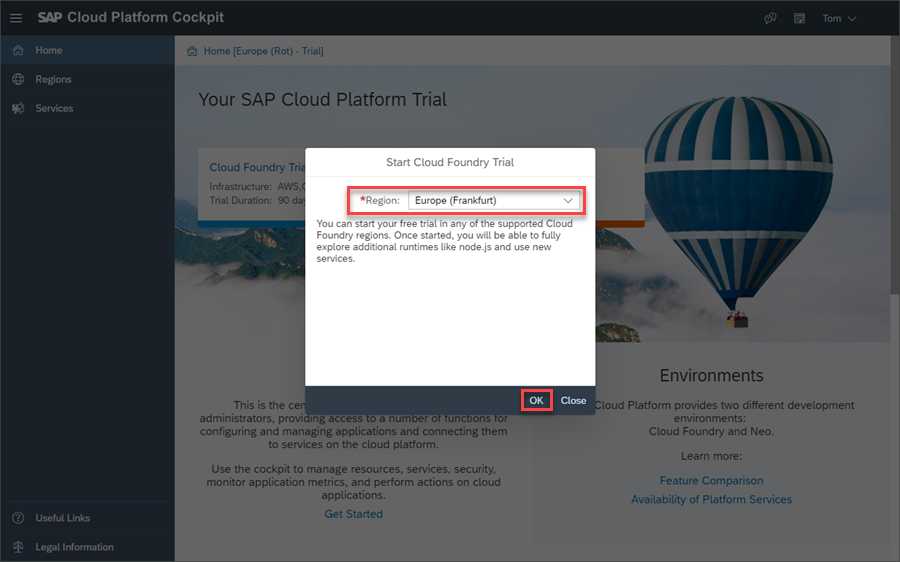 SAP Cloud Platform Cockpit
Tom
Home
Regions
Services
Useful Links
Legal Information
Home [Europe (Rot) - Trial]
Your SAP Cloud Platform Trial
Cloud Foundry Tria
Infrastructure: AWS,
Trial Duration: 90 day
Start Cloud Foundry Trial
*Region: Europe (Frankfurt)
You can start your free trial in any of the supported Cloud
Foundry regions. Once started, you will be able to fully
explore additional runtimes like node.js and use new
services.
OK Close
This is the cen
administrators, providing access to a number of functions for
configuring and managing applications and connecting them
to services on the cloud platform.
Use the cockpit to manage resources, services, security,
monitor application metrics, and perform actions on cloud
applications.
Get Started
Environments
Cloud Platform provides two different development
environments:
Cloud Foundry and Neo.
Learn more:
Feature Comparison
Availability of Platform Services